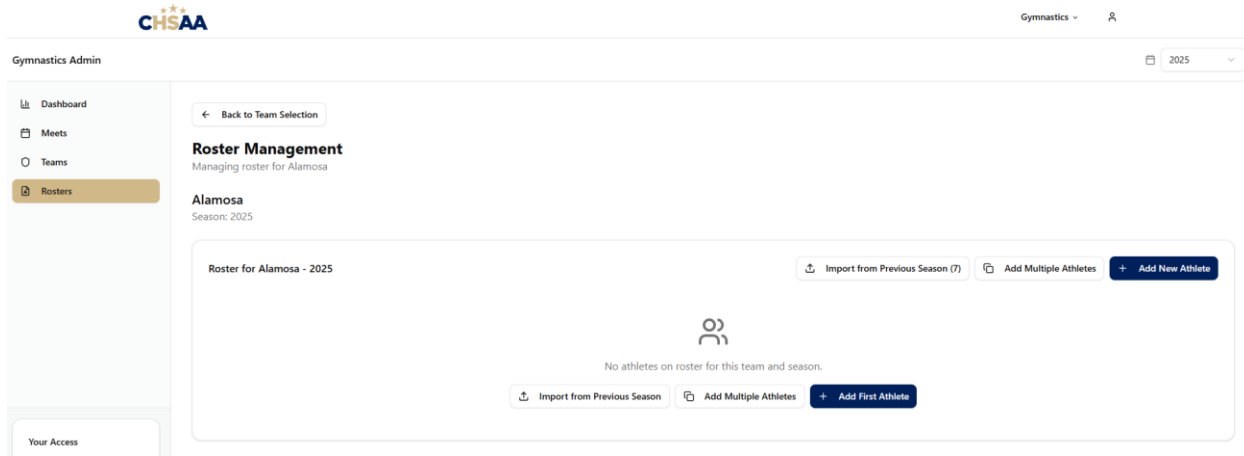 CHSAA
Gymnastics
Gymnastics Admin
2025
Dashboard
Meets
Teams
Rosters
Back to Team Selection
Roster Management
Managing roster for Alamosa
Alamosa
Season: 2025
Roster for Alamosa - 2025
Import from Previous Season (7)
Add Multiple Athletes
+ Add New Athlete
No athletes on roster for this team and season.
Import from Previous Season
Add Multiple Athletes
+ Add First Athlete
Your Access